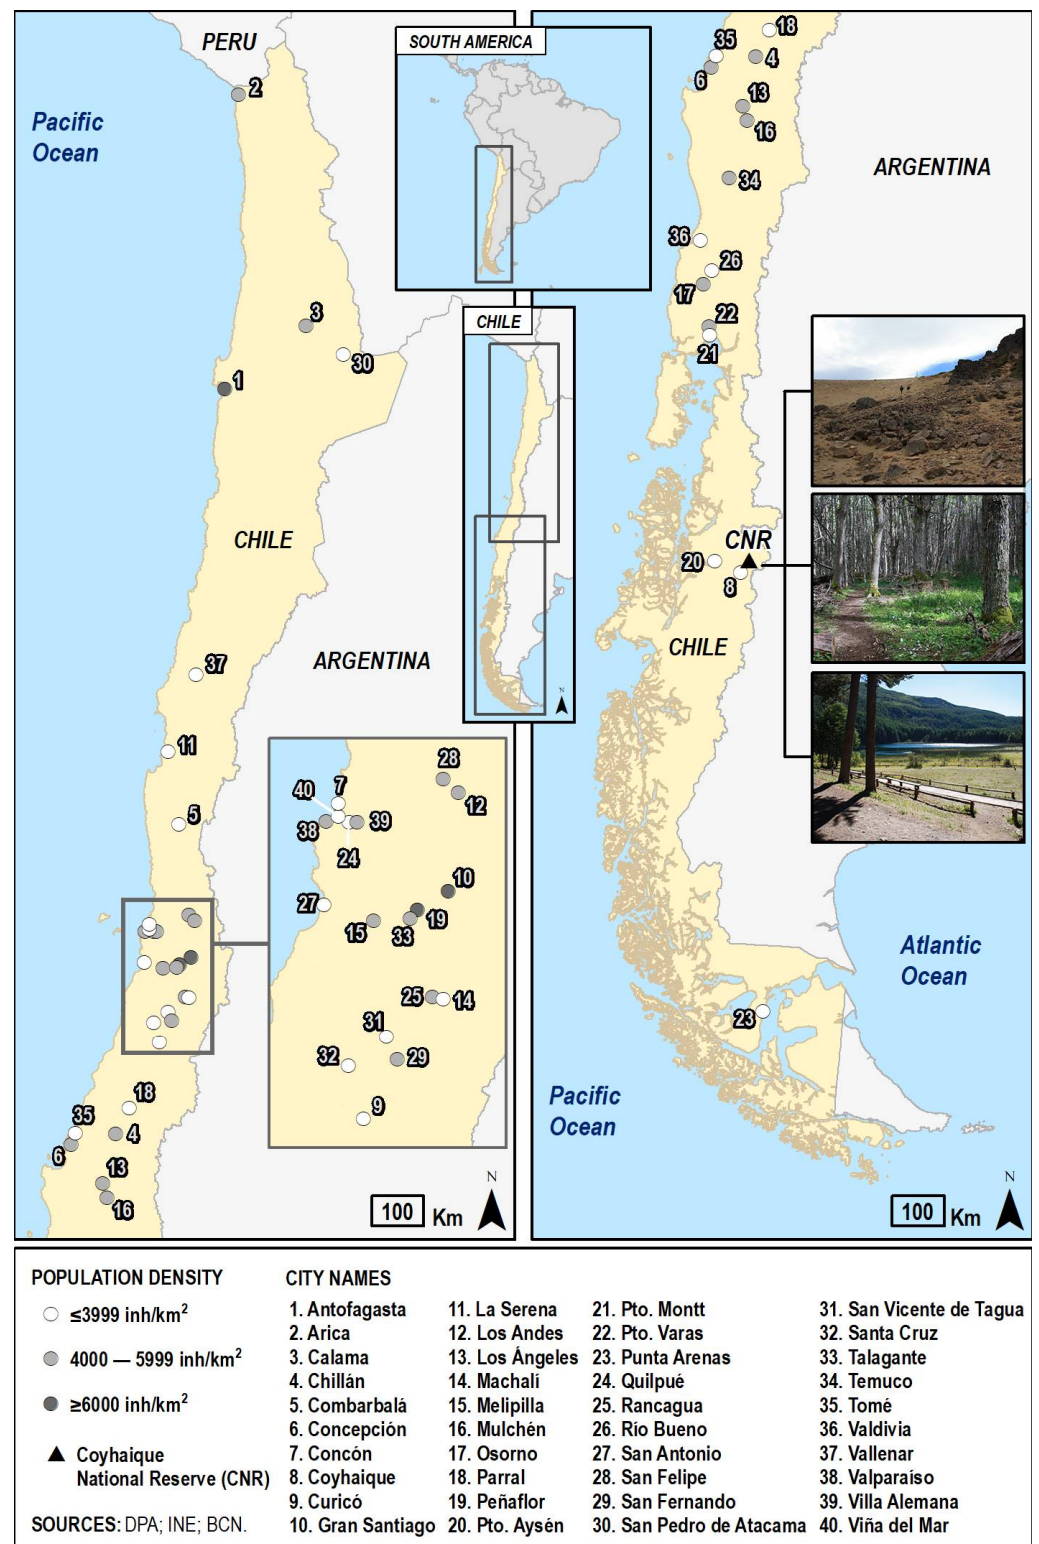 PERU
2
Pacific
Ocean
3
30
1
CHILE
37
ARGENTINA
11
5
18
35
4
6
13
16
28
7
40
12
38
39
24
10
27
15
19
33
25
14
31
32
29
9
N
100 Km
SOUTH AMERICA
CHILE
N
18
35
4
6
13
16
ARGENTINA
34
36
26
17
22
21
CNR
20
8
CHILE
Atlantic
Ocean
23
Pacific
Ocean
N
100 Km
POPULATION DENSITY
≤3999 inh/km²
4000 — 5999 inh/km²
≥6000 inh/km²
Coyhaique
National Reserve (CNR)
SOURCES: DPA; INE; BCN.
CITY NAMES
1. Antofagasta
2. Arica
3. Calama
4. Chillán
5. Combarbalá
6. Concepción
7. Concón
8. Coyhaique
9. Curicó
10. Gran Santiago
11. La Serena
12. Los Andes
13. Los Ángeles
14. Machalí
15. Melipilla
16. Mulchén
17. Osorno
18. Parral
19. Peñaflor
20. Pto. Aysén
21. Pto. Montt
22. Pto. Varas
23. Punta Arenas
24. Quilpué
25. Rancagua
26. Río Bueno
27. San Antonio
28. San Felipe
29. San Fernando
30. San Pedro de Atacama
31. San Vicente de Tagua
32. Santa Cruz
33. Talagante
34. Temuco
35. Tomé
36. Valdivia
37. Vallenar
38. Valparaíso
39. Villa Alemana
40. Viña del Mar